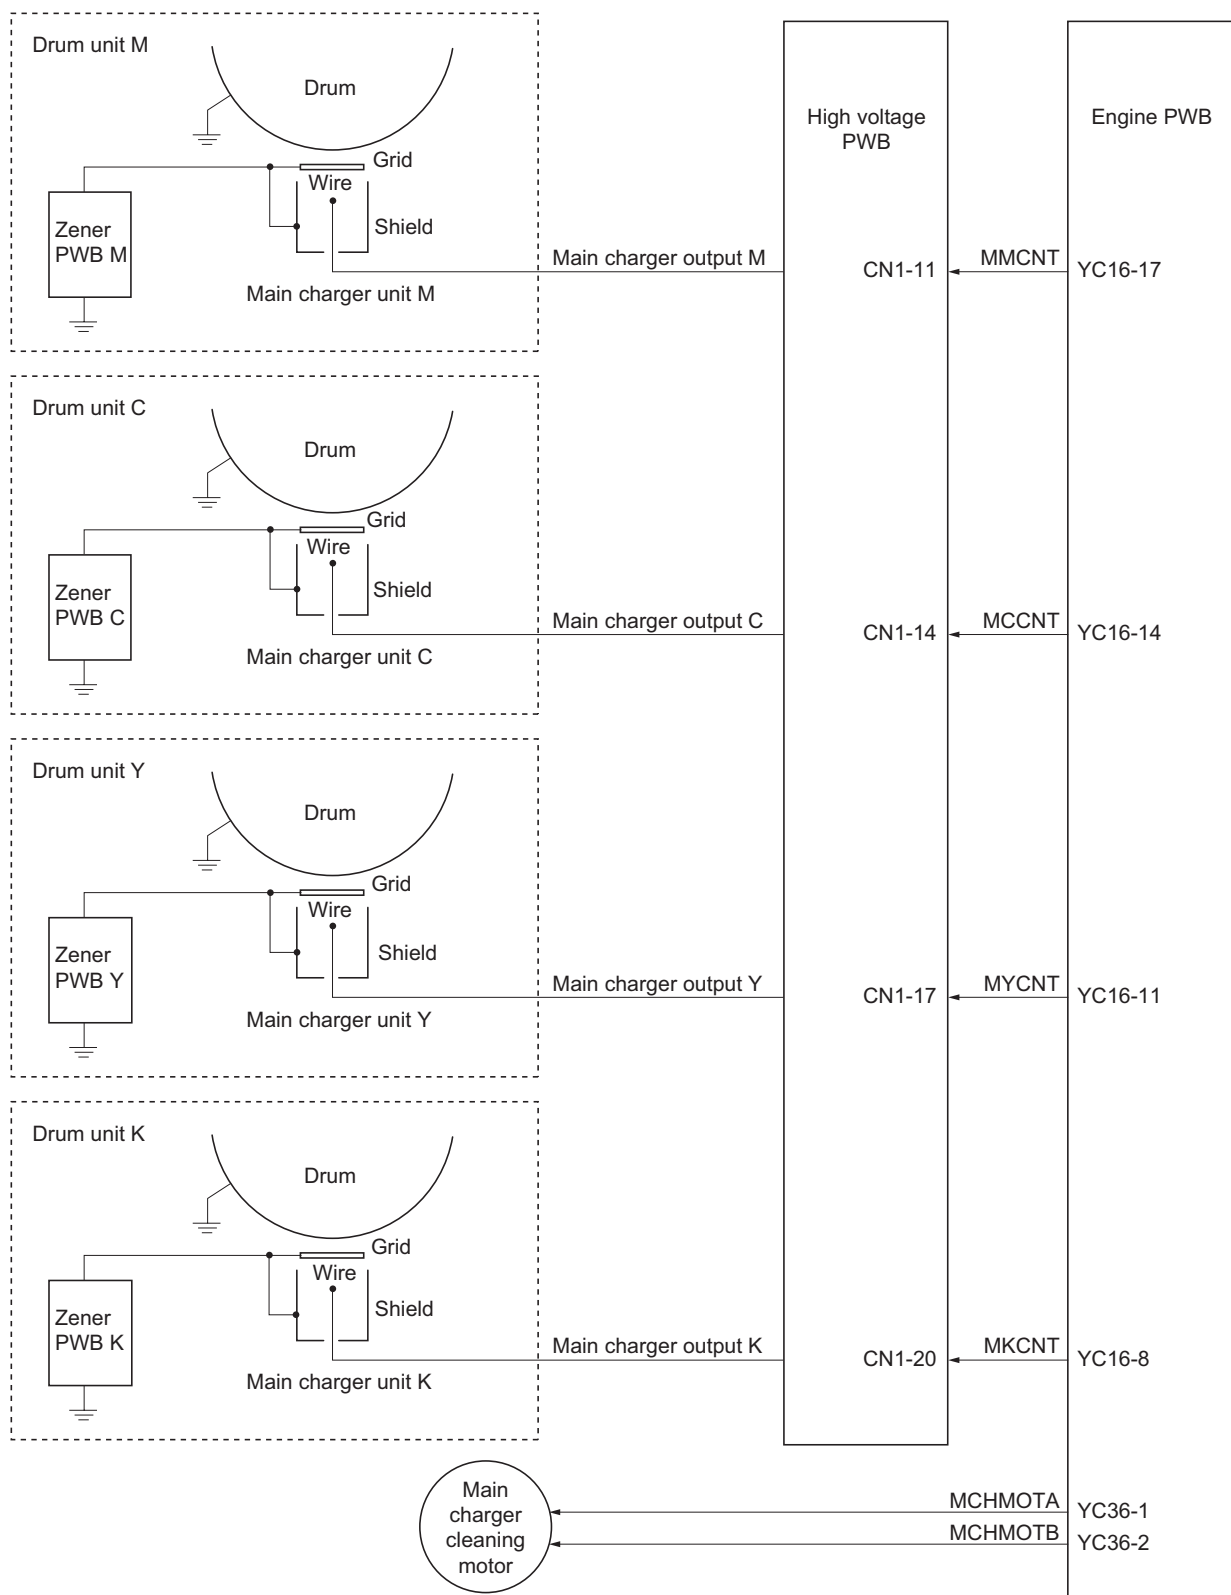 Drum unit M
Drum
High voltage
PWB
Engine PWB
Grid
Wire
Shield
Zener
PWB M
Main charger output M
CN1-11
MMCNT
YC16-17
Main charger unit M
Drum unit C
Drum
Grid
Wire
Shield
Zener
PWB C
Main charger output C
CN1-14
MCCNT
YC16-14
Main charger unit C
Drum unit Y
Drum
Grid
Wire
Shield
Zener
PWB Y
Main charger output Y
CN1-17
MYCNT
YC16-11
Main charger unit Y
Drum unit K
Drum
Grid
Wire
Shield
Zener
PWB K
Main charger output K
CN1-20
MKCNT
YC16-8
Main charger unit K
Main
charger
cleaning
motor
MCHMOTA
YC36-1
MCHMOTB
YC36-2